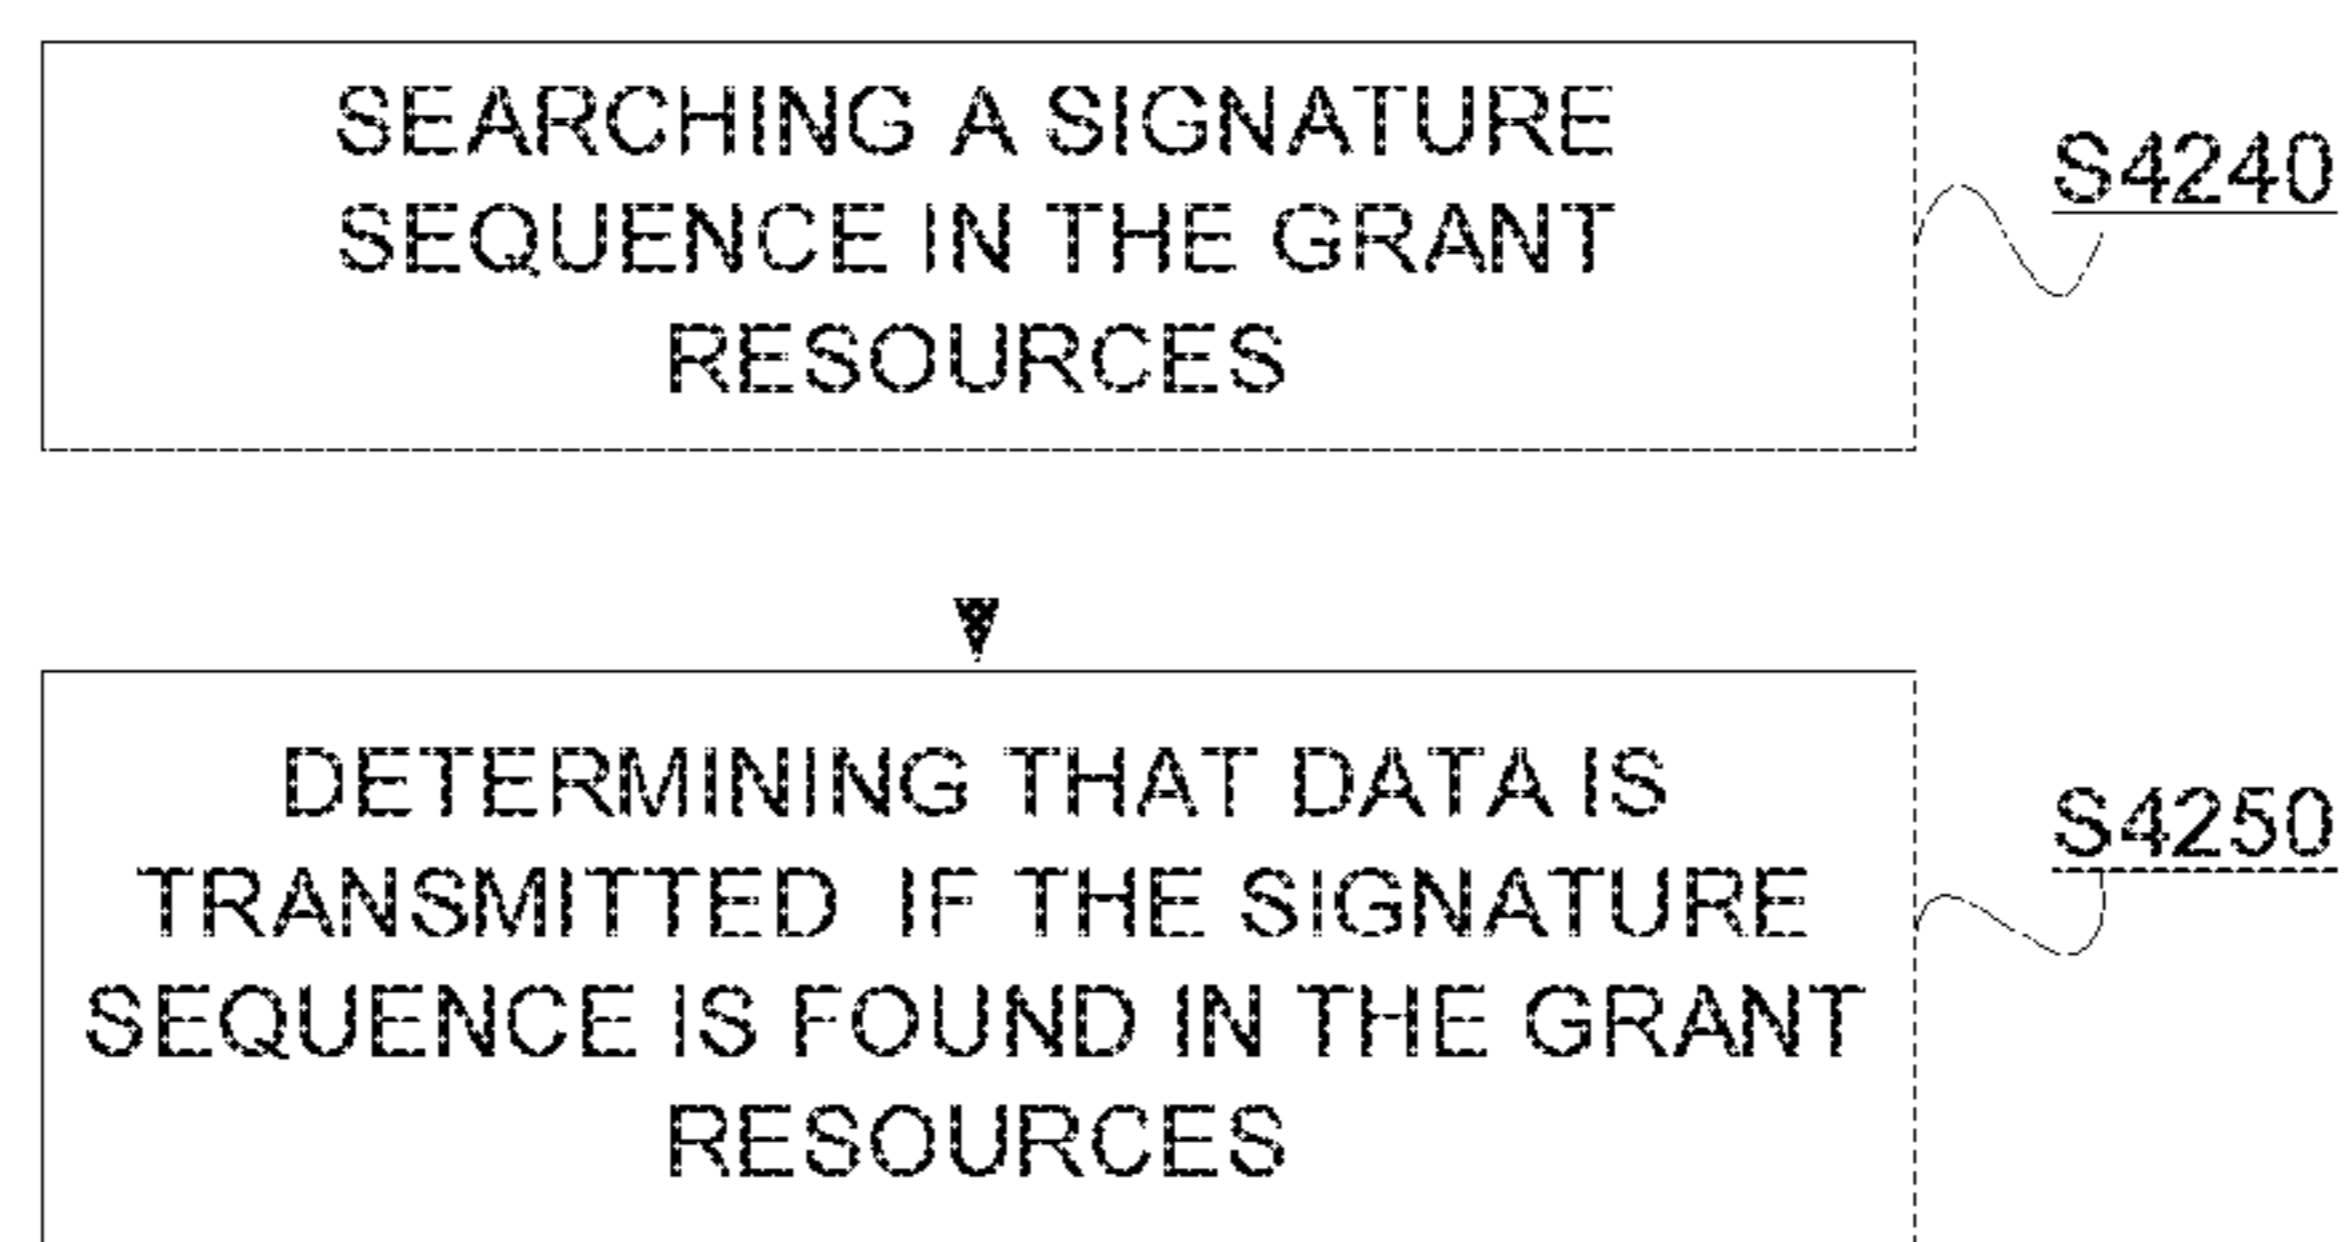 SEARCHING A SIGNATURE
SEQUENCE IN THE GRANT
RESOURCES
S4240
DETERMINING THAT DATA IS
TRANSMITTED IF THE SIGNATURE
SEQUENCE IS FOUND IN THE GRANT
RESOURCES
S4250